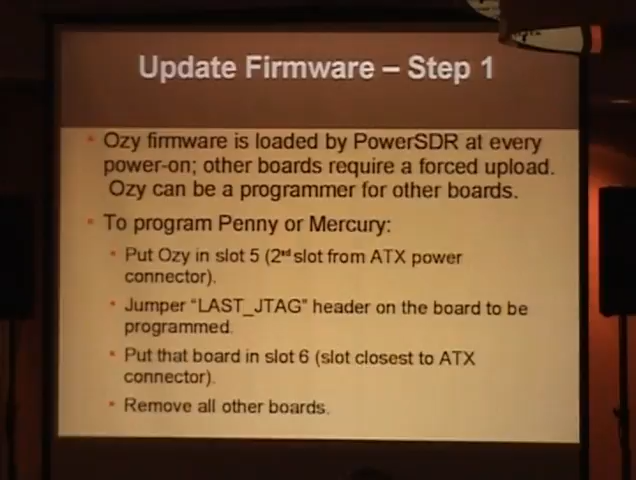 Update Firmware – Step 1
• Ozy firmware is loaded by PowerSDR at every
power-on; other boards require a forced upload.
Ozy can be a programmer for other boards.
• To program Penny or Mercury:
• Put Ozy in slot 5 (2nd slot from ATX power
connector).
• Jumper “LAST_JTAG” header on the board to be
programmed.
• Put that board in slot 6 (slot closest to ATX
connector).
• Remove all other boards.